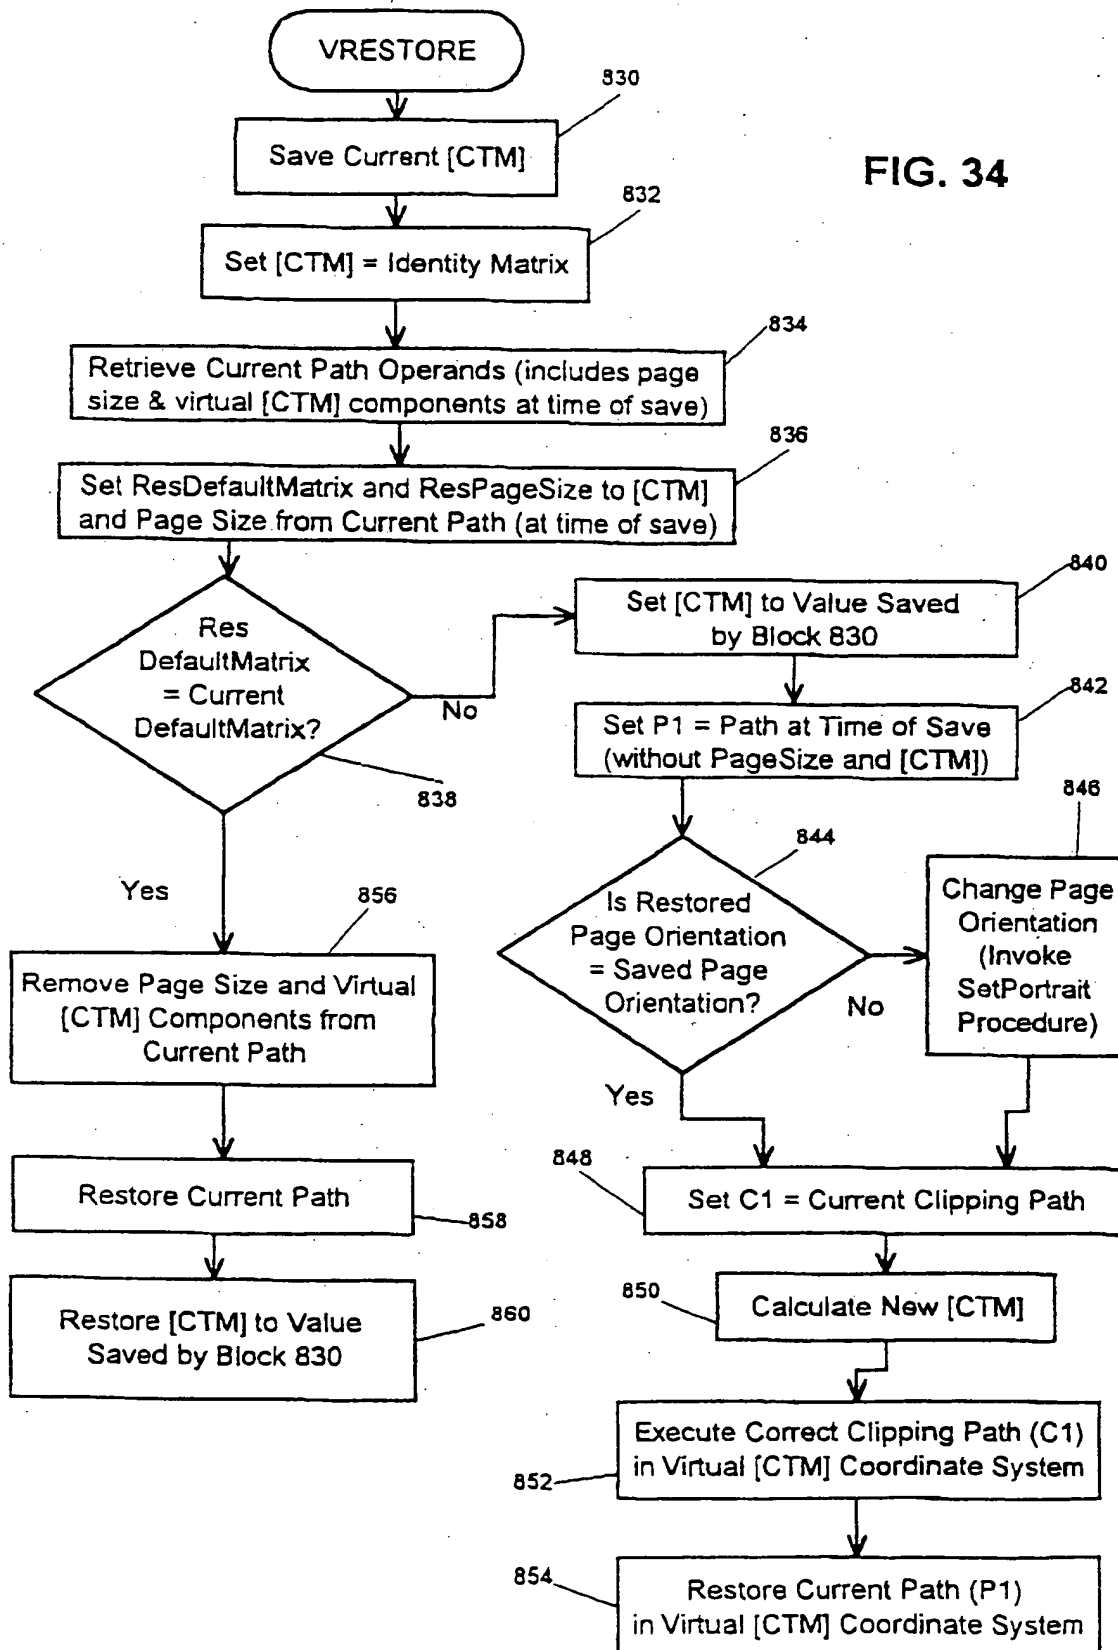 VRESTORE
830
Save Current [CTM]
FIG. 34
832
Set [CTM] = Identity Matrix
834
Retrieve Current Path Operands (includes page
size & virtual [CTM] components at time of save)
836
Set ResDefaultMatrix and ResPageSize to [CTM]
and Page Size from Current Path (at time of save)
Res
DefaultMatrix
= Current
DefaultMatrix?
No
838
840
Set [CTM] to Value Saved
by Block 830
842
Set P1 = Path at Time of Save
(without PageSize and [CTM])
844
Is Restored
Page Orientation
= Saved Page
Orientation?
No
Yes
846
Change Page
Orientation
(Invoke
SetPortrait
Procedure)
Yes
856
Remove Page Size and Virtual
[CTM] Components from
Current Path
Restore Current Path
858
Restore [CTM] to Value
Saved by Block 830
860
848
Set C1 = Current Clipping Path
850
Calculate New [CTM]
Execute Correct Clipping Path (C1)
in Virtual [CTM] Coordinate System
852
854
Restore Current Path (P1)
in Virtual [CTM] Coordinate System